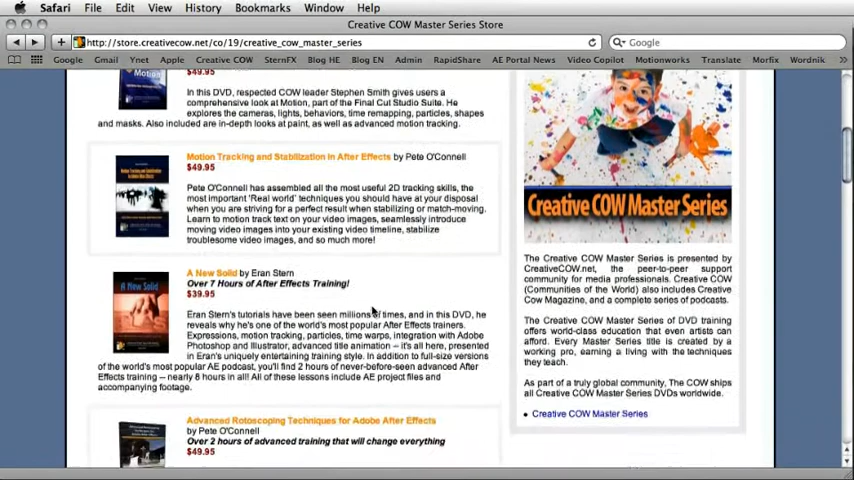 Safari File Edit View History Bookmarks Window Help
Creative COW Master Series Store
http://store.creativecow.net/co/19/creative_cow_master_series
Google
Google Gmail Ynet Apple Creative COW SternFX Blog HE Blog EN Admin RapidShare AE Portal News Video Copilot Motionworks Translate Morfix Wordnik
Motion
$49.95
In this DVD, respected COW leader Stephen Smith gives users a
comprehensive look at Motion, part of the Final Cut Studio Suite. He
explores the cameras, lights, behaviors, time remapping, particles, shapes
and masks. Also included are in-depth looks at paint, as well as advanced motion tracking.
Motion Tracking and Stabilization in After Effects by Pete O'Connell
$49.95
Pete O'Connell has assembled all the most useful 2D tracking skills, the
most important 'Real world' techniques you should have at your disposal
when you are striving for a perfect result when stabilizing or match-moving.
Learn to motion track text on your video images, seamlessly introduce
moving video images into your existing video timeline, stabilize
troublesome video images, and so much more!
A New Solid
A New Solid by Eran Stern
Over 7 Hours of After Effects Training!
$39.95
Eran Stern's tutorials have been seen millions of times, and in this DVD, he
reveals why he's one of the world's most popular After Effects trainers.
Expressions, motion tracking, particles, time warps, integration with Adobe
Photoshop and Illustrator, advanced title animation -- it's all here, presented
in Eran's uniquely entertaining training style. In addition to full-size versions
of the world's most popular AE podcast, you'll find 2 hours of never-before-seen advanced After
Effects training -- nearly 8 hours in all! All of these lessons include AE project files and
accompanying footage.
Advanced Rotoscoping Techniques for Adobe After Effects
by Pete O'Connell
Over 2 hours of advanced training that will change everything
$49.95
Creative COW Master Series
The Creative COW Master Series is presented by
CreativeCOW.net, the peer-to-peer support
community for media professionals. Creative COW
(Communities of the World) also includes Creative
Cow Magazine, and a complete series of podcasts.
The Creative COW Master Series of DVD training
offers world-class education that even artists can
afford. Every Master Series title is created by a
working pro, earning a living with the techniques
they teach.
As part of a truly global community, The COW ships
all Creative COW Master Series DVDs worldwide.
Creative COW Master Series